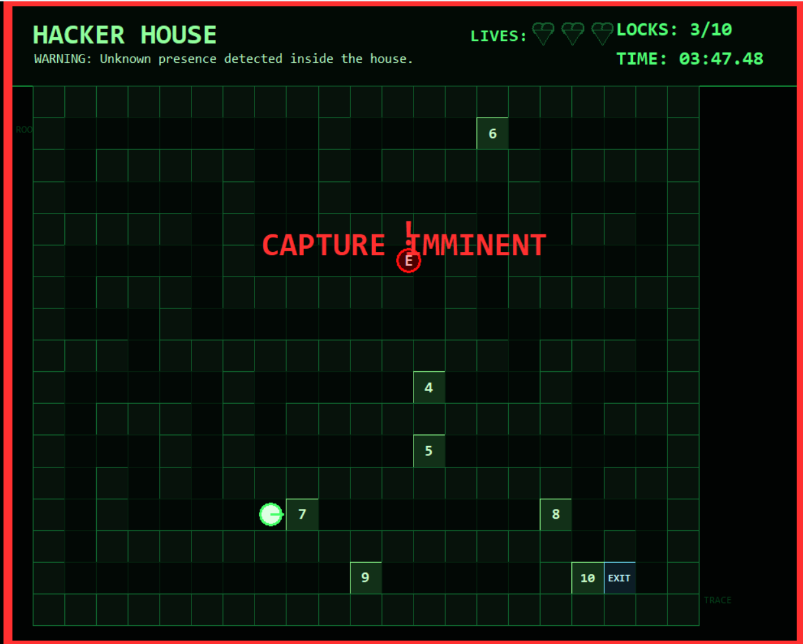 HACKER HOUSE
WARNING: Unknown presence detected inside the house.
LIVES:
LOCKS: 3/10
TIME: 03:47.48
ROO
6
!
CAPTURE IMMINENT
E
4
5
7
8
9
10
EXIT
TRACE